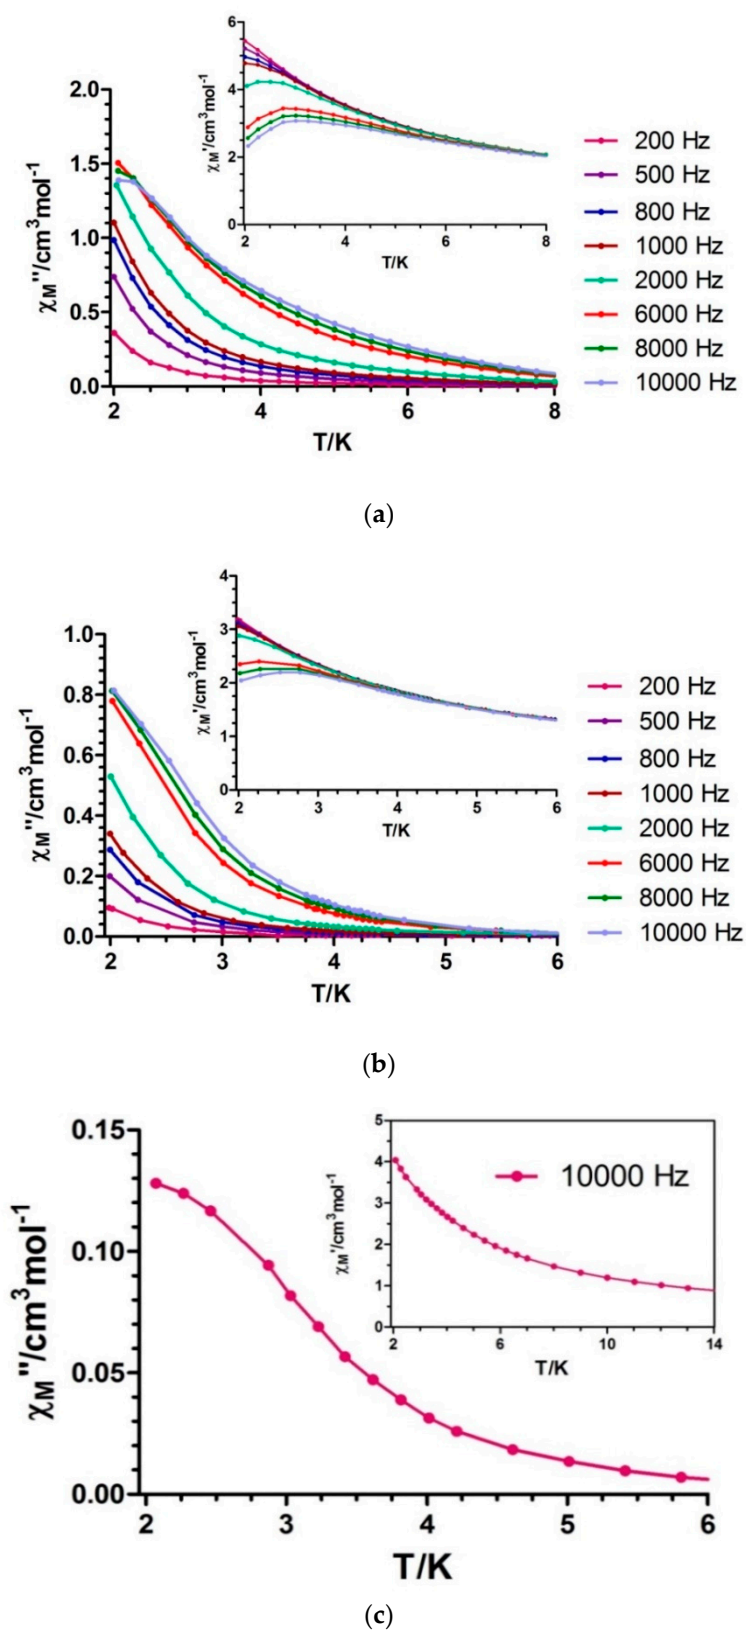 6
4
2
0
2
4
6
8
χM'/cm³mol⁻¹
T/K
2.0
1.5
1.0
0.5
0.0
2
4
6
8
χM''/cm³mol⁻¹
T/K
200 Hz
500 Hz
800 Hz
1000 Hz
2000 Hz
6000 Hz
8000 Hz
10000 Hz
(a)
4
3
2
1
0
2
3
4
5
6
χM'/cm³mol⁻¹
T/K
1.0
0.8
0.6
0.4
0.2
0.0
2
3
4
5
6
χM''/cm³mol⁻¹
T/K
200 Hz
500 Hz
800 Hz
1000 Hz
2000 Hz
6000 Hz
8000 Hz
10000 Hz
(b)
5
4
3
2
1
0
2
6
10
14
χM'/cm³mol⁻¹
T/K
10000 Hz
0.15
0.10
0.05
0.00
2
3
4
5
6
χM''/cm³mol⁻¹
T/K
(c)